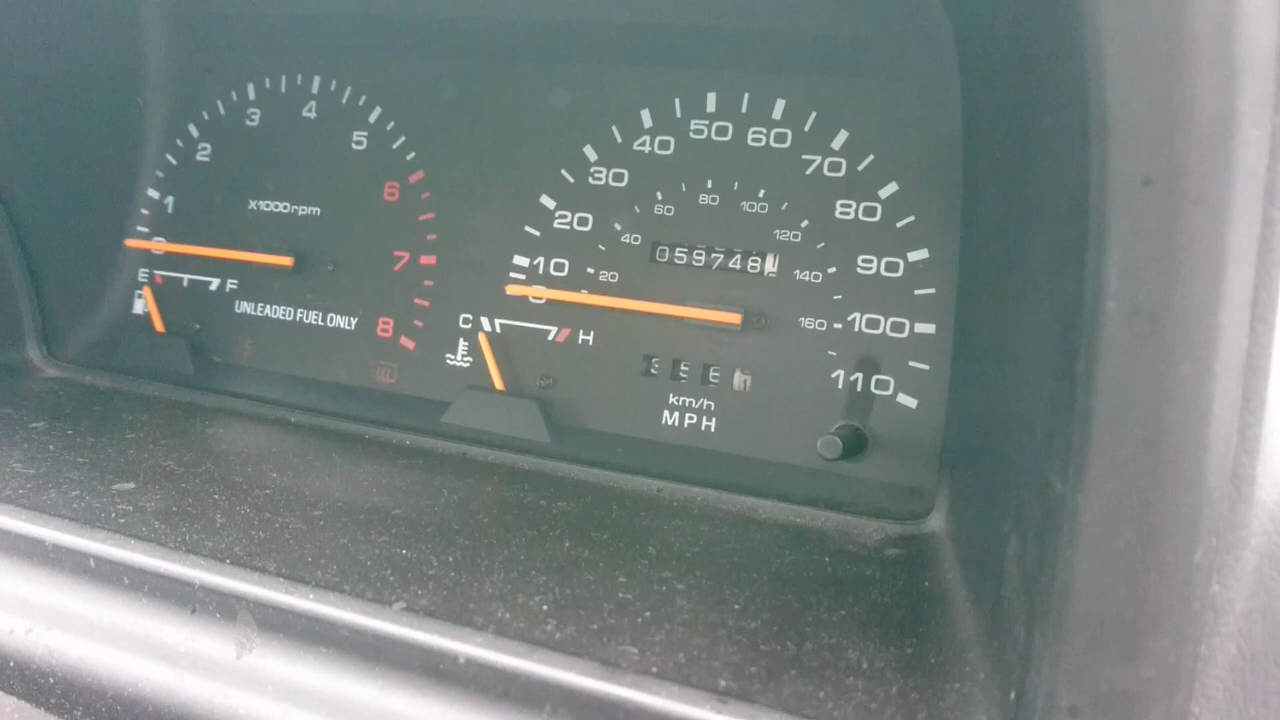 1 2 3 4 5 6 7 8
X1000rpm
E F
UNLEADED FUEL ONLY
C H
0 10 20 30 40 50 60 70 80 90 100 110
20 40 60 80 100 120 140 160
059748
km/h
MPH